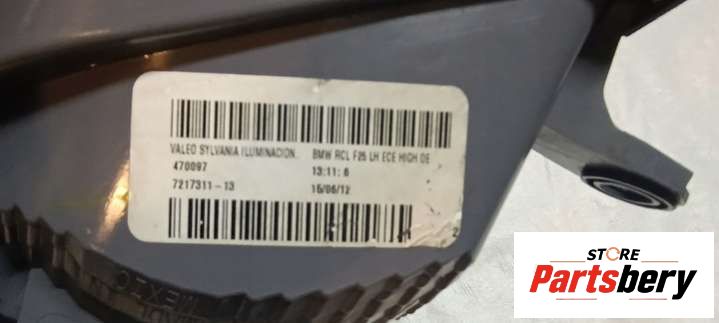 VALEO SYLVANIA ILUMINACION. BMW RCL F25 LH ECE HIGH DE
470097 13:11: 6
7217311-13 15/06/12
2
STORE
Partsbery